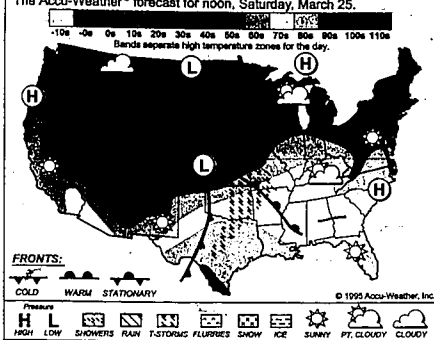 The Accu-Weather® forecast for noon, Saturday, March 25.
-10s -0s 0s 10s 20s 30s 40s 50s 60s 70s 80s 90s 100s 110s
Bands separate high temperature zones for the day.
L
H
H
L
H
FRONTS:
COLD WARM STATIONARY
© 1995 Accu-Weather, Inc.
Pressure
H L
HIGH LOW SHOWERS RAIN T-STORMS FLURRIES SNOW ICE SUNNY PT. CLOUDY CLOUDY